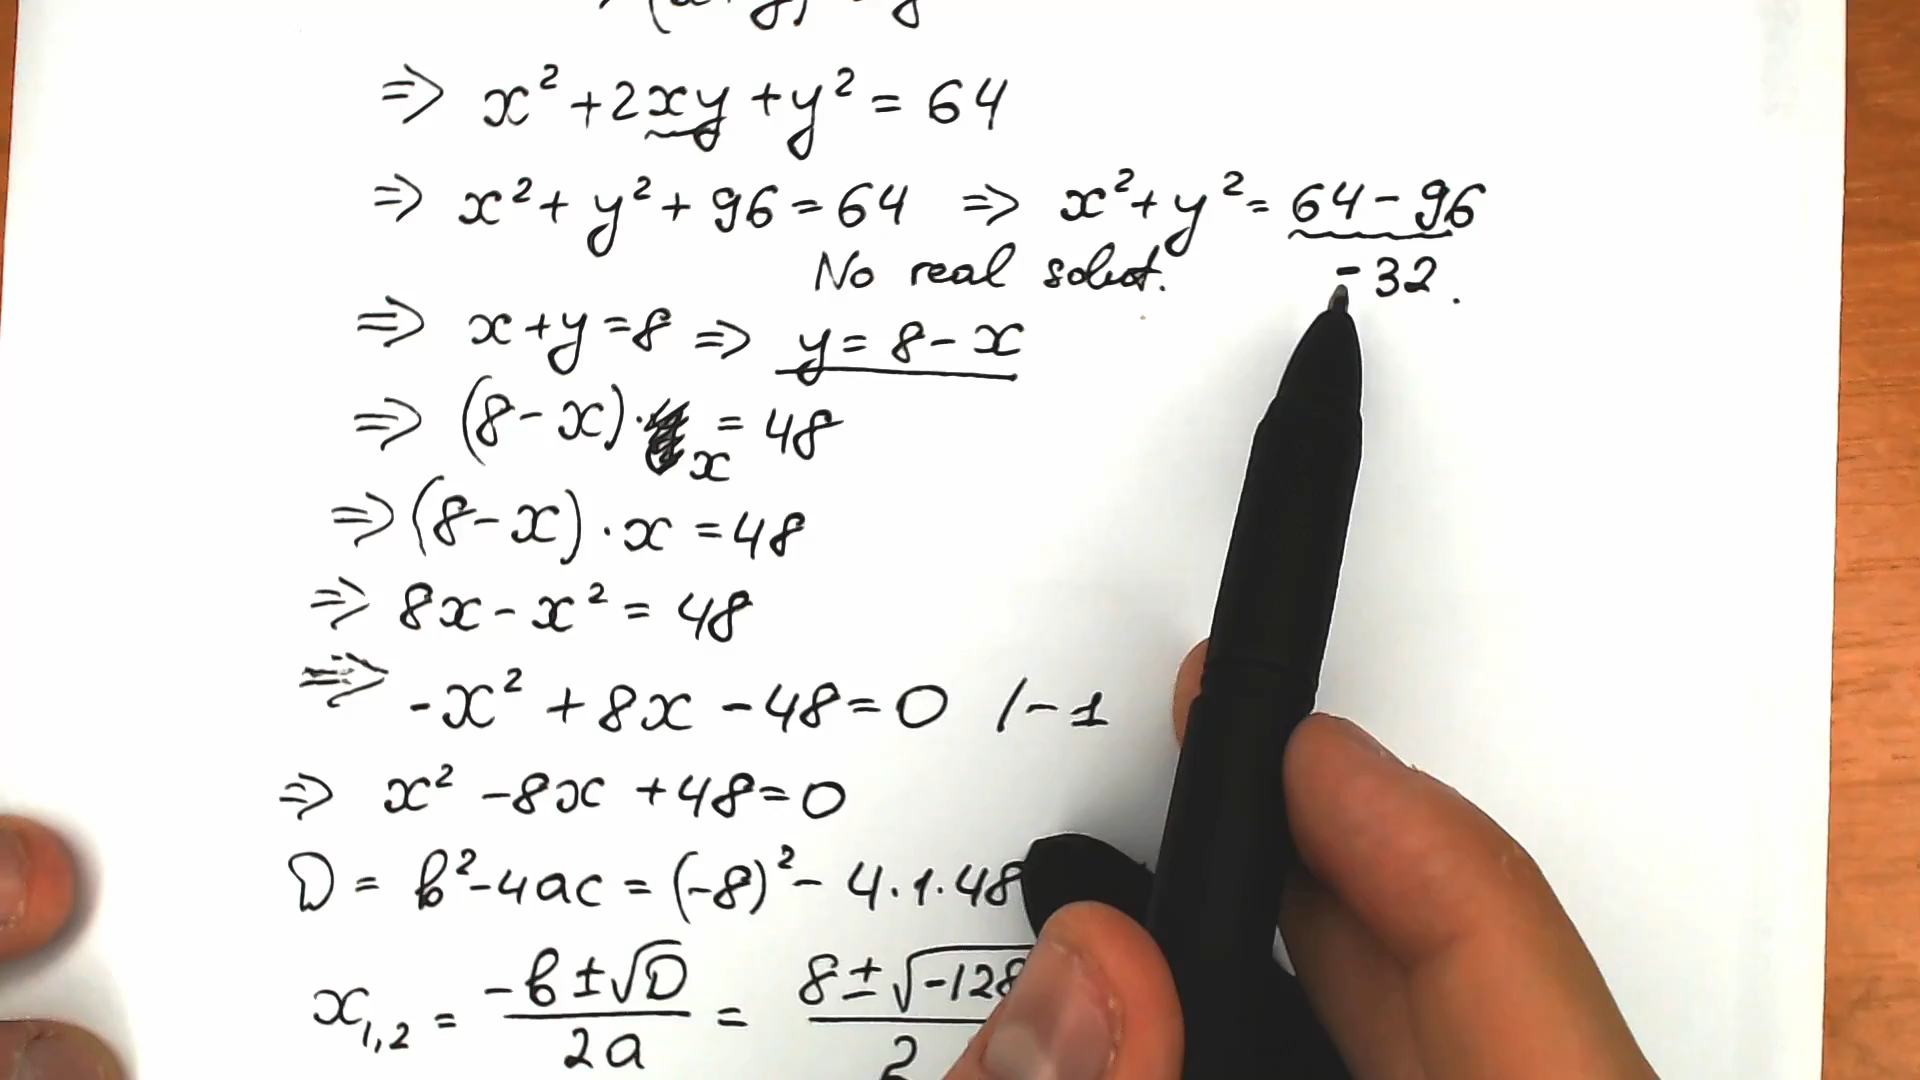 ⇒ x² + 2xy + y² = 64
⇒ x² + y² + 96 = 64 ⇒ x² + y² = 64 - 96
No real solut. - 32.
⇒ x + y = 8 ⇒ y = 8 - x
⇒ (8 - x) · x = 48
⇒ (8 - x) · x = 48
⇒ 8x - x² = 48
⇒ -x² + 8x - 48 = 0 / -1
⇒ x² - 8x + 48 = 0
D = b² - 4ac = (-8)² - 4 · 1 · 48
x₁,₂ = (-b ± √D) / 2a = (8 ± √-128) / 2